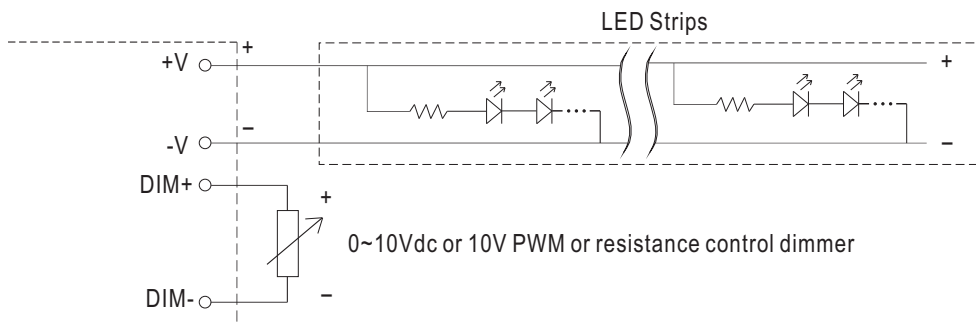 LED Strips
+
+V
+
-V
−
−
DIM+
+
0~10Vdc or 10V PWM or resistance control dimmer
DIM-
−